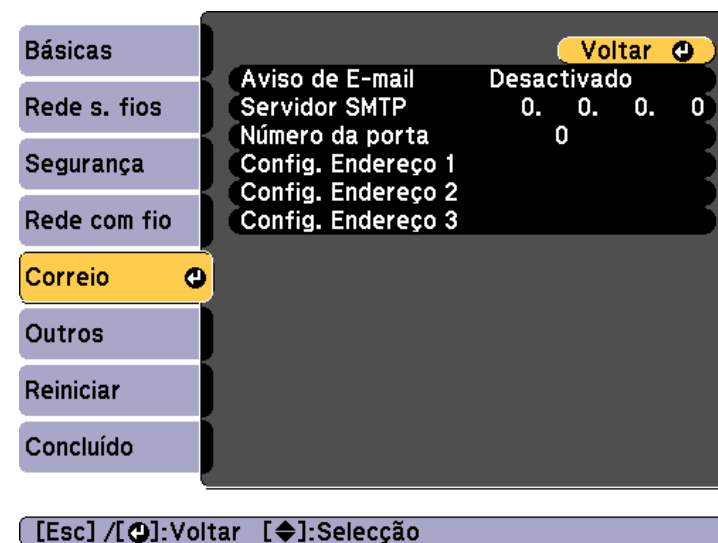 Básicas
Rede s. fios
Segurança
Rede com fio
Correio
Outros
Reiniciar
Concluído
Voltar
Aviso de E-mail Desactivado
Servidor SMTP 0. 0. 0. 0
Número da porta 0
Config. Endereço 1
Config. Endereço 2
Config. Endereço 3
[Esc] /[⏎]:Voltar [◆]:Selecção